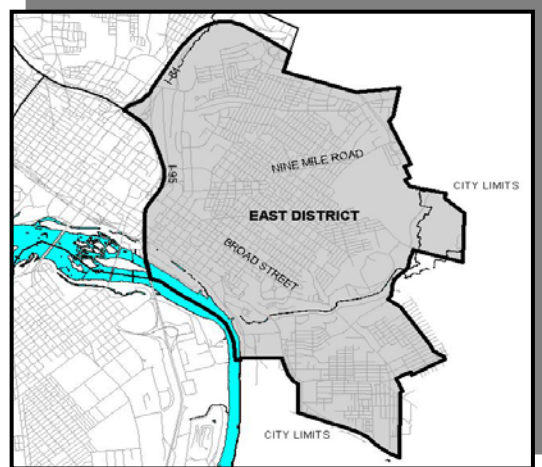 I-64
NINE MILE ROAD
I-95
CITY LIMITS
EAST DISTRICT
BROAD STREET
CITY LIMITS